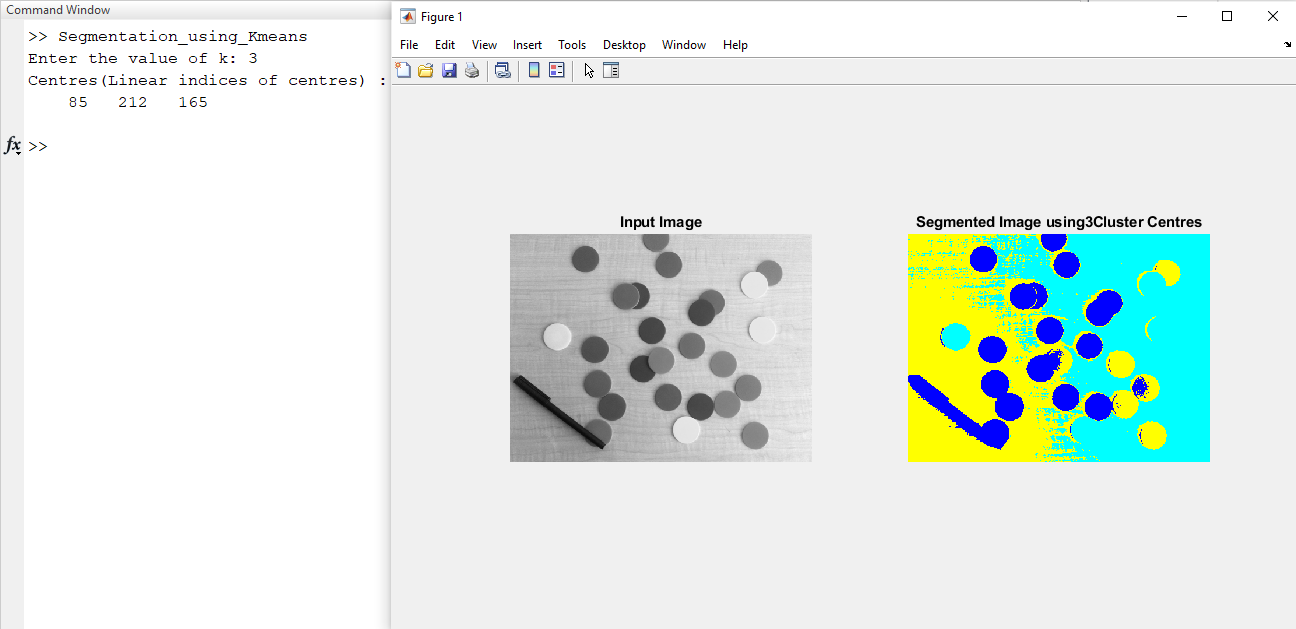 Command Window
>> Segmentation_using_Kmeans
Enter the value of k: 3
Centres(Linear indices of centres) :
85 212 165
fx >>
Figure 1
File Edit View Insert Tools Desktop Window Help
Input Image
Segmented Image using3Cluster Centres